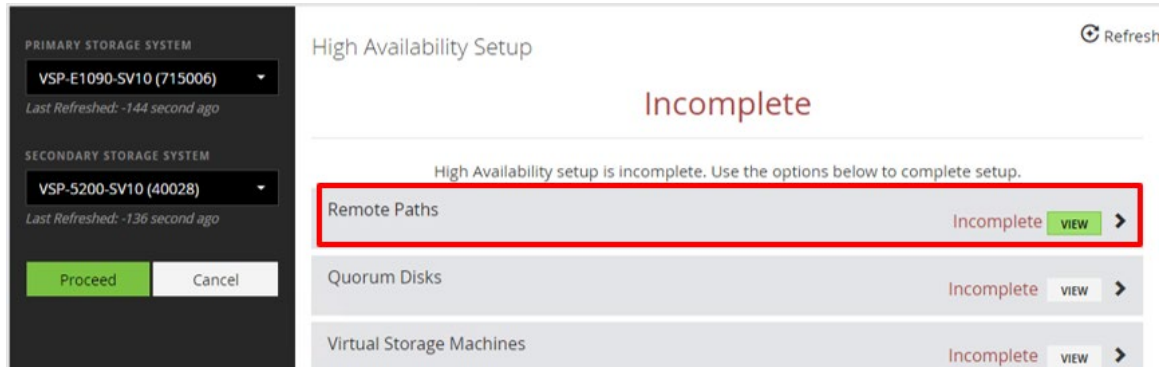 PRIMARY STORAGE SYSTEM
VSP-E1090-SV10 (715006)
Last Refreshed: -144 second ago
SECONDARY STORAGE SYSTEM
VSP-5200-SV10 (40028)
Last Refreshed: -136 second ago
Proceed Cancel
High Availability Setup
Refresh
Incomplete
High Availability setup is incomplete. Use the options below to complete setup.
Remote Paths
Incomplete VIEW
Quorum Disks
Incomplete VIEW
Virtual Storage Machines
Incomplete VIEW